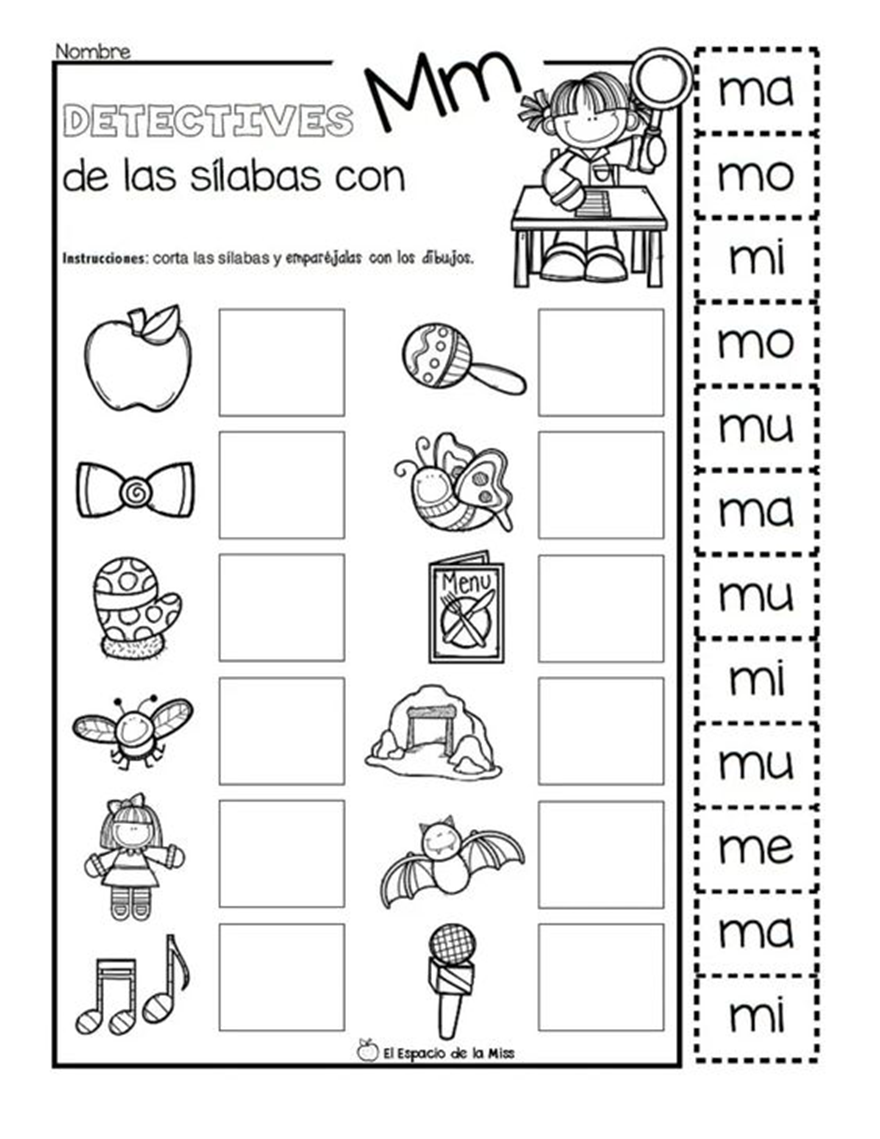 Nombre
DETECTIVES Mm
de las sílabas con
Instrucciones: corta las sílabas y emparéjalas con los dibujos.
Menu
El Espacio de la Miss
ma
mo
mi
mo
mu
ma
mu
mi
mu
me
ma
mi